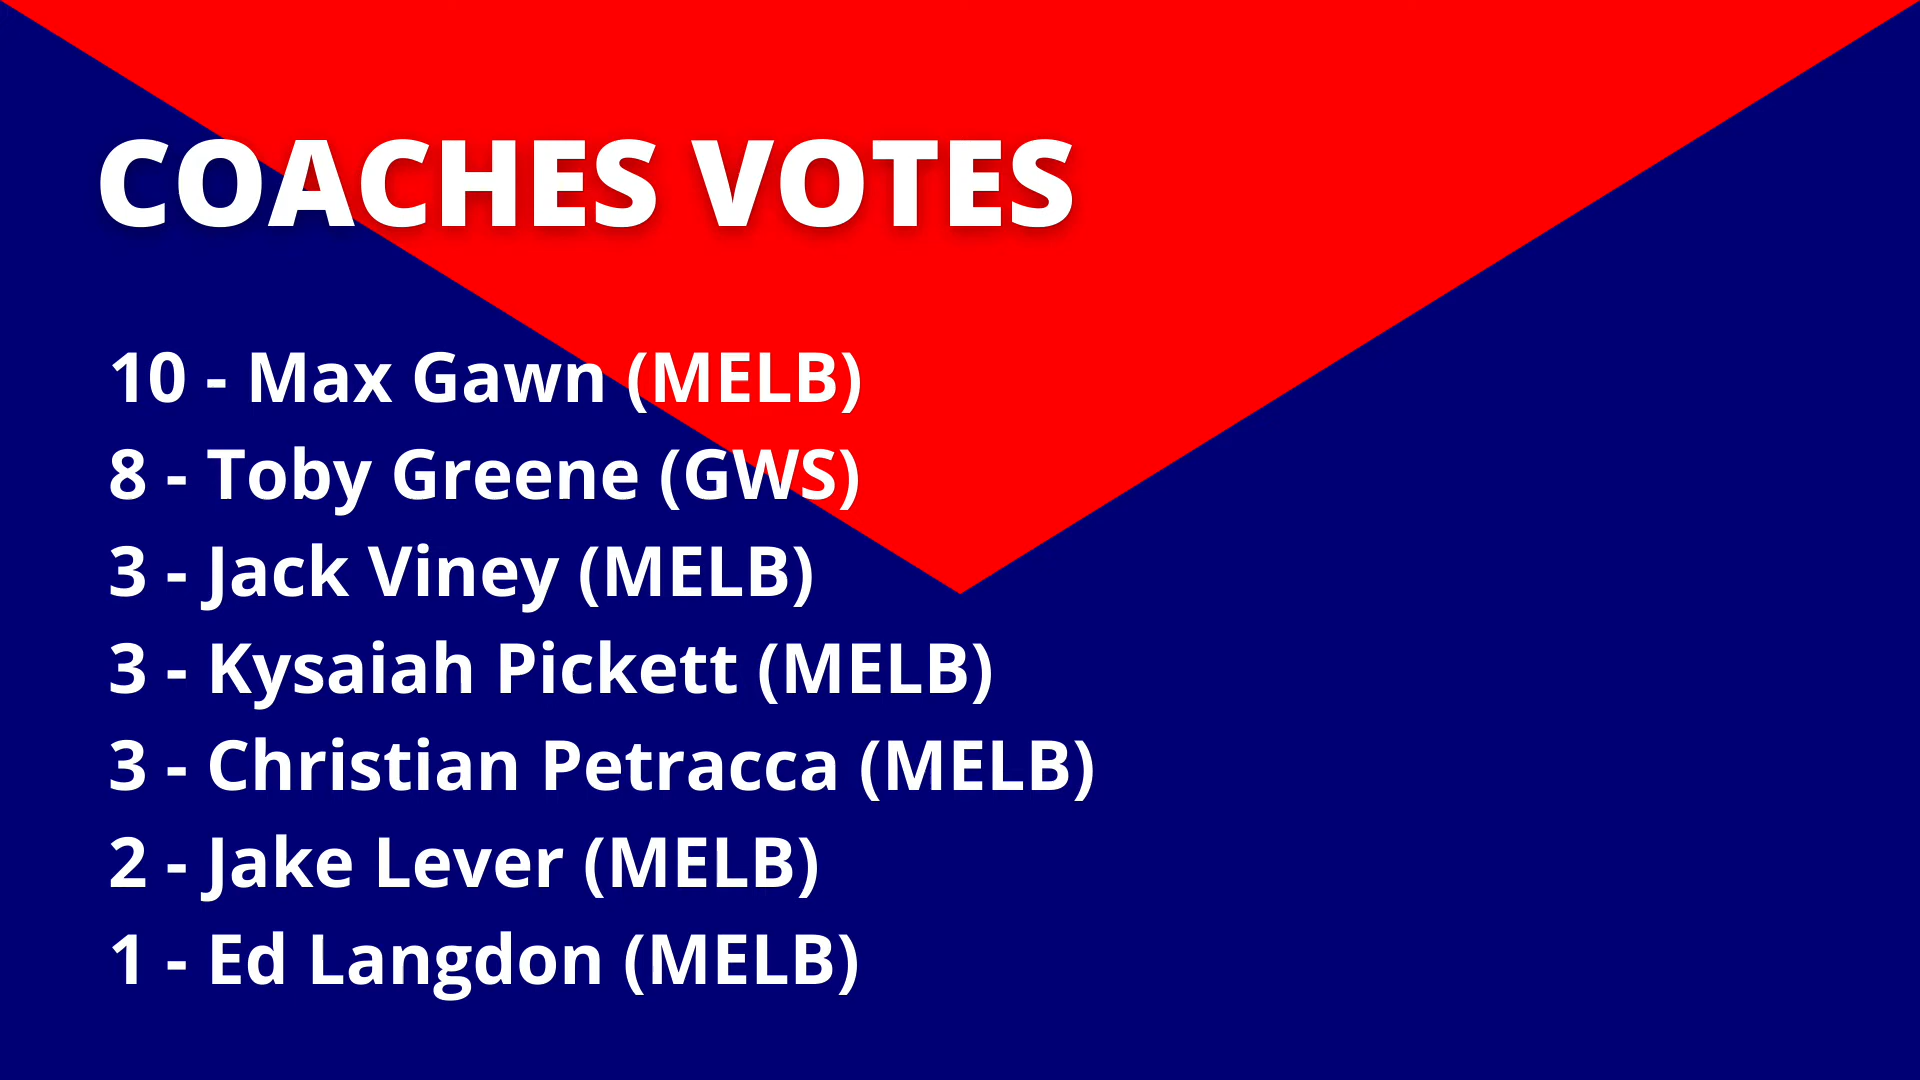 COACHES VOTES
10 - Max Gawn (MELB)
8 - Toby Greene (GWS)
3 - Jack Viney (MELB)
3 - Kysaiah Pickett (MELB)
3 - Christian Petracca (MELB)
2 - Jake Lever (MELB)
1 - Ed Langdon (MELB)